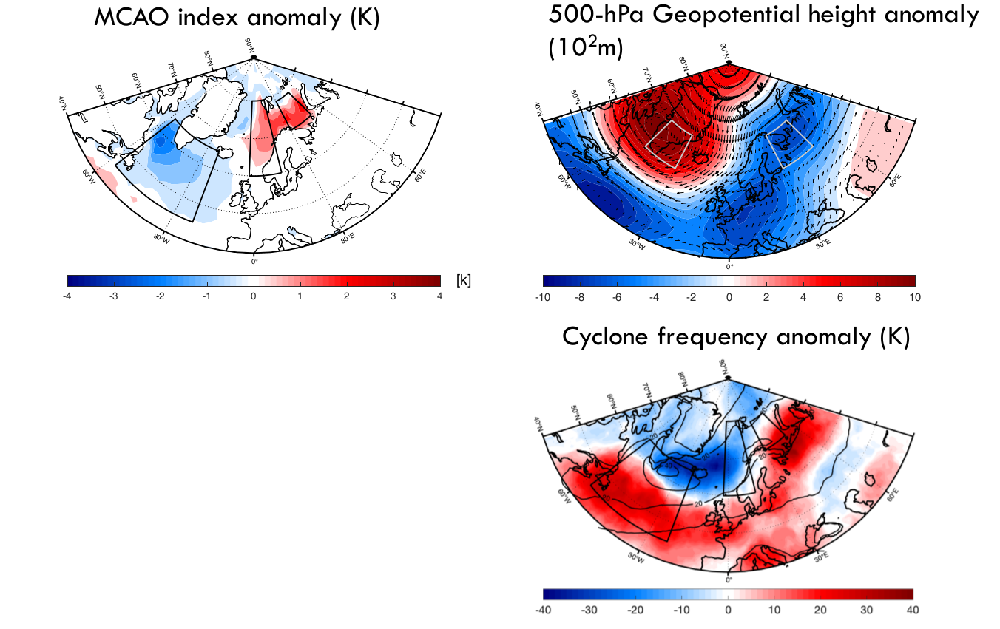 MCAO index anomaly (K)
90°N
80°N
70°N
60°N
50°N
40°N
60°W
30°W
0°
30°E
60°E
-4 -3 -2 -1 0 1 2 3 4
[k]
500-hPa Geopotential height anomaly
(10²m)
90°N
80°N
70°N
60°N
50°N
40°N
60°W
30°W
0°
30°E
60°E
-10 -8 -6 -4 -2 0 2 4 6 8 10
Cyclone frequency anomaly (K)
90°N
80°N
70°N
60°N
50°N
40°N
20
20
20
20
40
20
20
60°W
30°W
0°
30°E
60°E
-40 -30 -20 -10 0 10 20 30 40